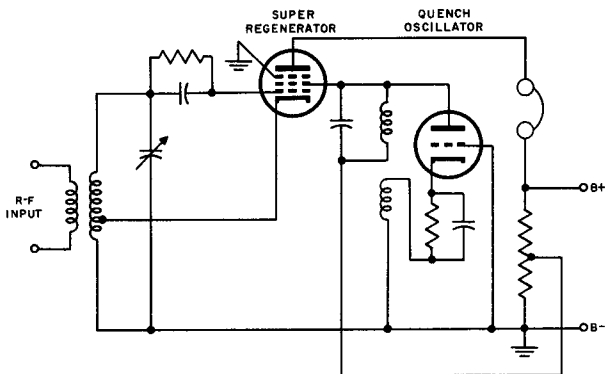 SUPER
REGENERATOR
QUENCH
OSCILLATOR
R-F
INPUT
B+
B-